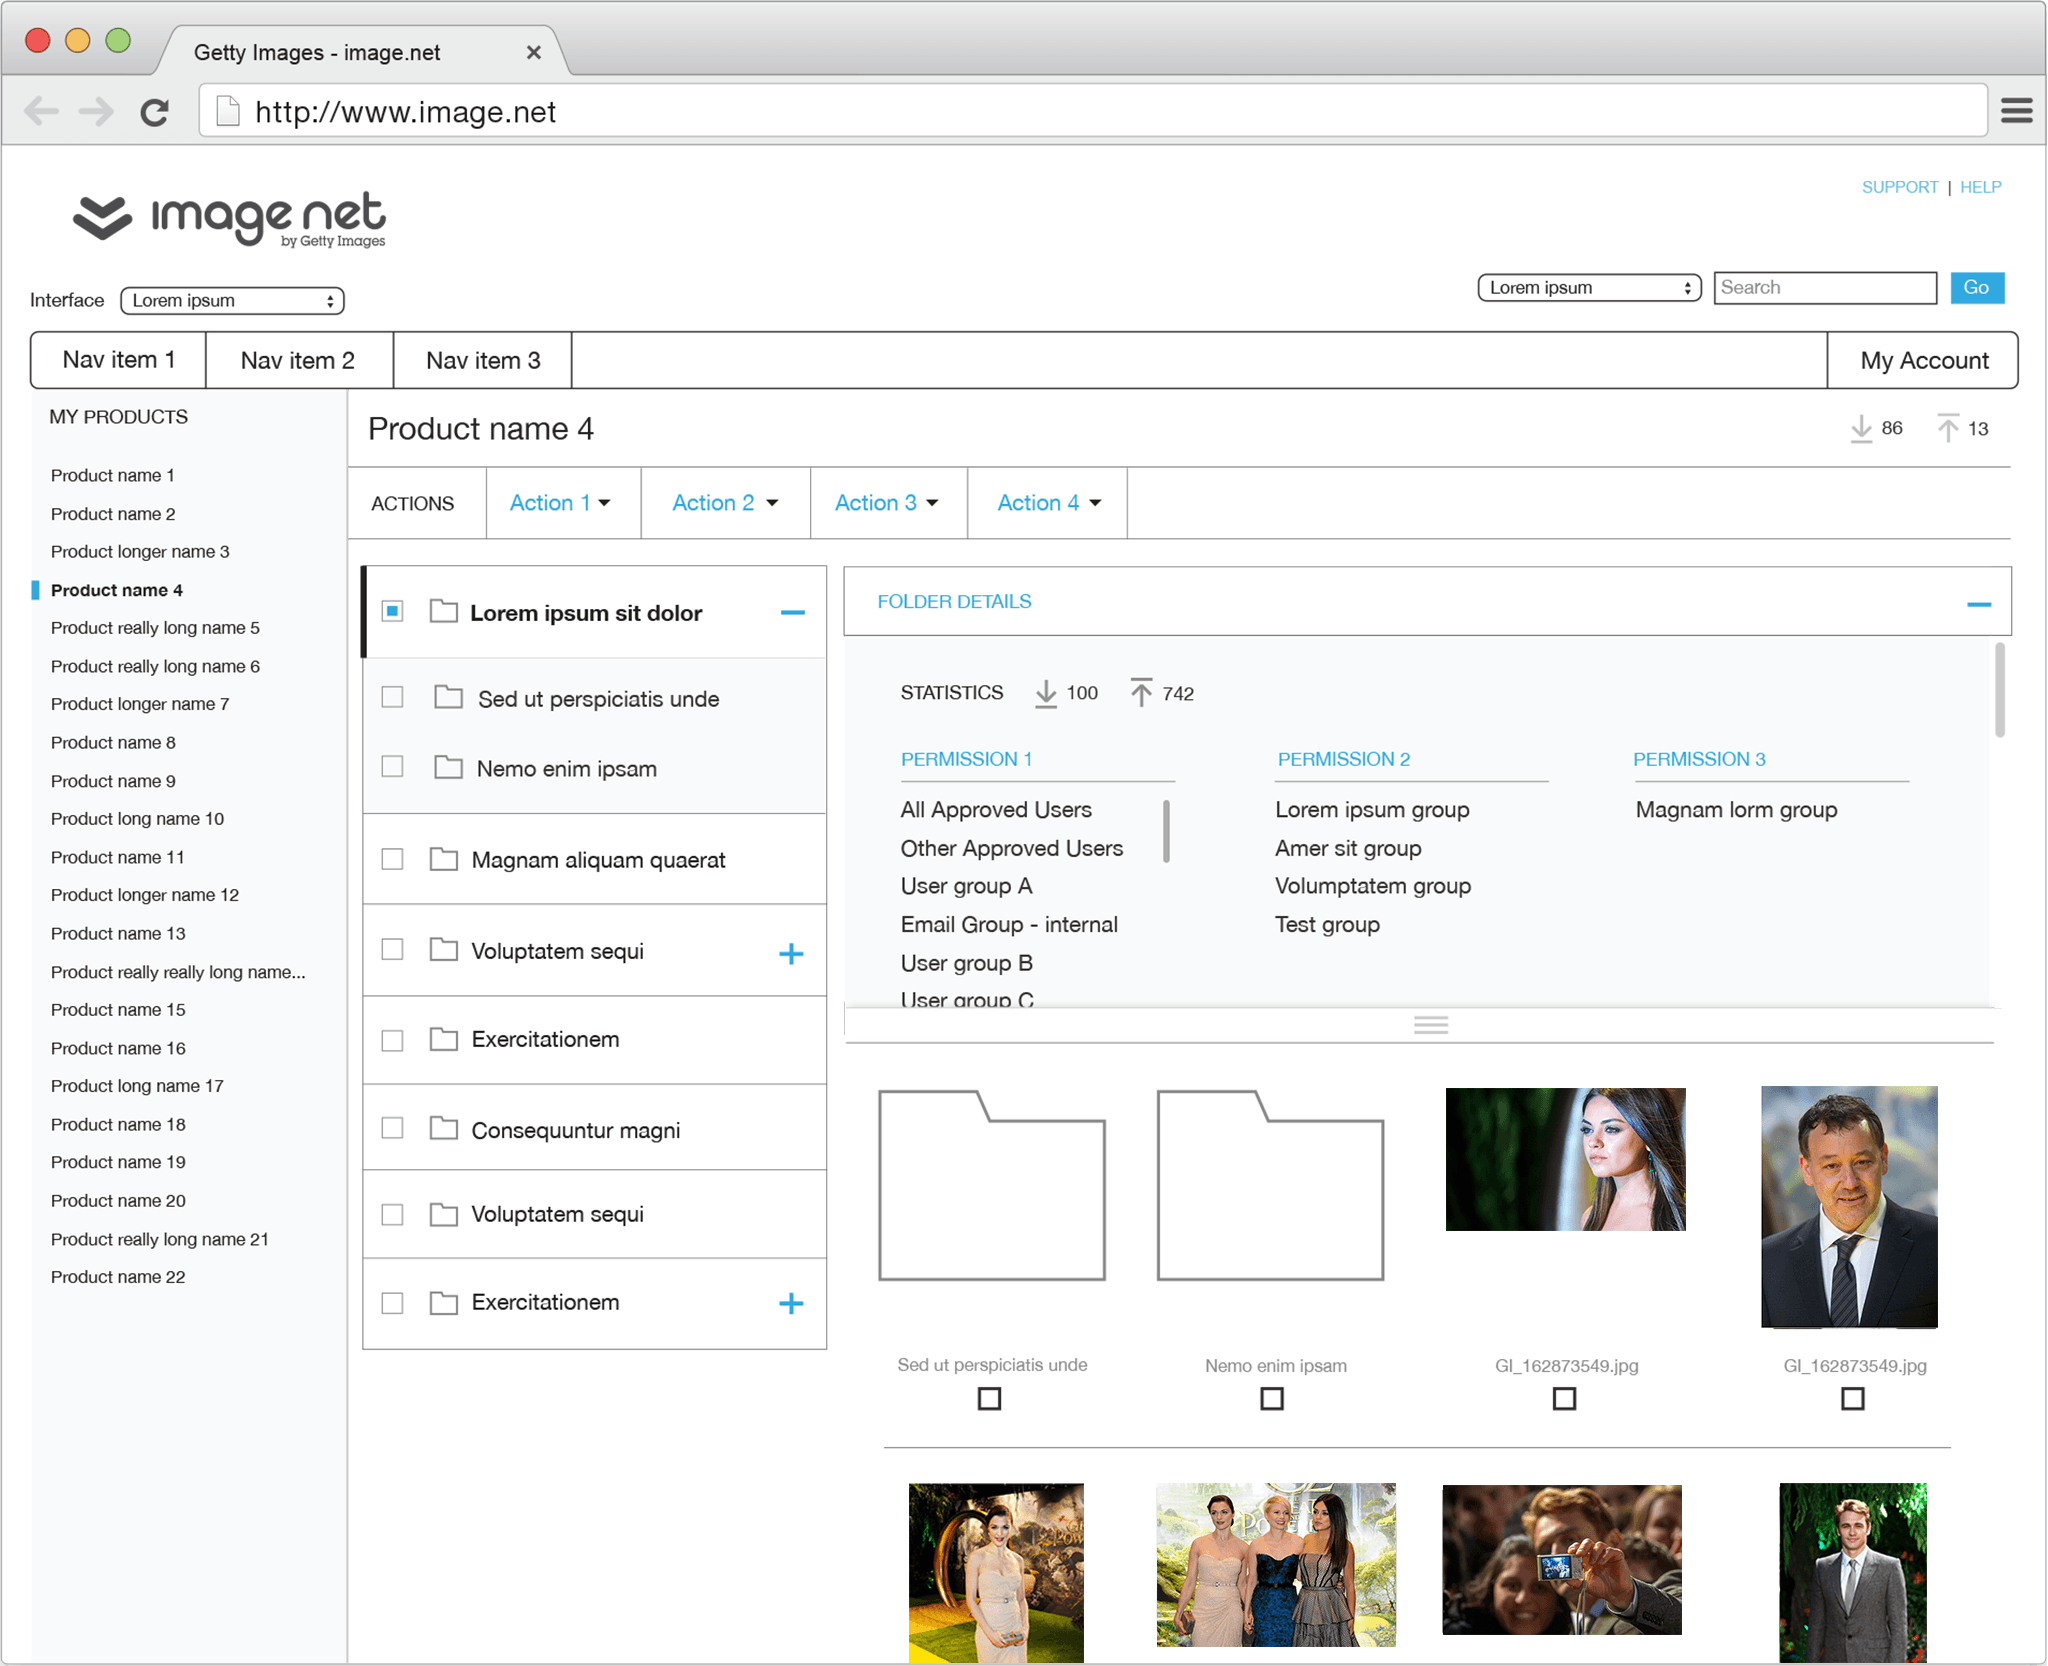 Getty Images - image.net
http://www.image.net
SUPPORT | HELP
image net
by Getty Images
Interface
Lorem ipsum
Lorem ipsum
Search
Go
Nav item 1
Nav item 2
Nav item 3
My Account
MY PRODUCTS
Product name 1
Product name 2
Product longer name 3
Product name 4
Product really long name 5
Product really long name 6
Product longer name 7
Product name 8
Product name 9
Product long name 10
Product name 11
Product longer name 12
Product name 13
Product really really long name...
Product name 15
Product name 16
Product long name 17
Product name 18
Product name 19
Product name 20
Product really long name 21
Product name 22
Product name 4
86
13
ACTIONS
Action 1
Action 2
Action 3
Action 4
Lorem ipsum sit dolor
Sed ut perspiciatis unde
Nemo enim ipsam
Magnam aliquam quaerat
Voluptatem sequi
Exercitationem
Consequuntur magni
Voluptatem sequi
Exercitationem
FOLDER DETAILS
STATISTICS
100
742
PERMISSION 1
All Approved Users
Other Approved Users
User group A
Email Group - internal
User group B
User group C
PERMISSION 2
Lorem ipsum group
Amer sit group
Volumptatem group
Test group
PERMISSION 3
Magnam lorm group
Sed ut perspiciatis unde
Nemo enim ipsam
GI_162873549.jpg
GI_162873549.jpg